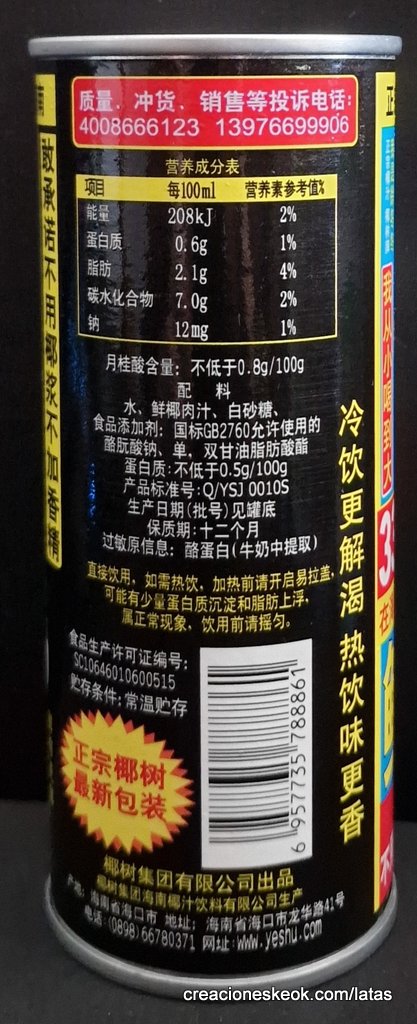 质量、冲货、销售等投诉电话:
4008666123 13976699906
敢承诺不用椰浆不加香精
营养成分表
项目 每100ml 营养素参考值%
能量 208kJ 2%
蛋白质 0.6g 1%
脂肪 2.1g 4%
碳水化合物 7.0g 2%
钠 12mg 1%
月桂酸含量: 不低于0.8g/100g
配 料
水、鲜椰肉汁、白砂糖、
食品添加剂: 国标GB2760允许使用的
酪朊酸钠、单,双甘油脂肪酸酯
蛋白质:不低于0.5g/100g
产品标准号:Q/YSJ 0010S
生产日期(批号)见罐底
保质期:十二个月
过敏原信息: 酪蛋白(牛奶中提取)
直接饮用, 如需热饮, 加热前请开启易拉盖,
可能有少量蛋白质沉淀和脂肪上浮,
属正常现象, 饮用前请摇匀。
冷饮更解渴 热饮味更香
食品生产许可证编号:
SC10646010600515
贮存条件:常温贮存
6 957735 788861
正宗椰树
最新包装
椰树集团有限公司出品
椰树集团海南椰汁饮料有限公司生产
产地: 海南省海口市 地址: 海南省海口市龙华路41号
电话:(0898)66780371 网址:www.yeshu.com
我从小喝到大
creacioneskeok.com/latas